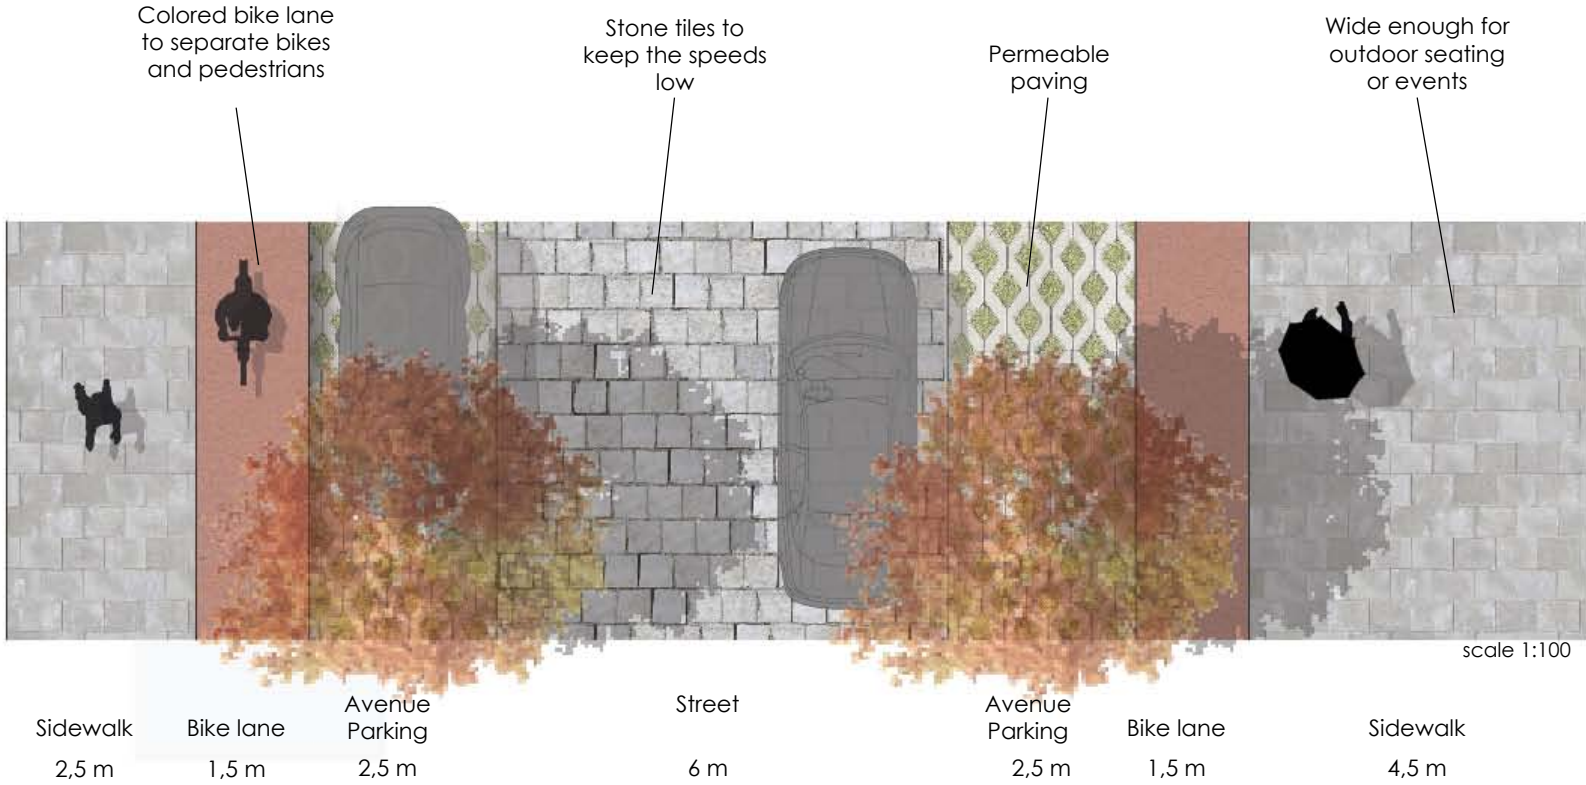 Colored bike lane
to separate bikes
and pedestrians
Stone tiles to
keep the speeds
low
Permeable
paving
Wide enough for
outdoor seating
or events
scale 1:100
Sidewalk
2,5 m
Bike lane
1,5 m
Avenue
Parking
2,5 m
Street
6 m
Avenue
Parking
2,5 m
Bike lane
1,5 m
Sidewalk
4,5 m